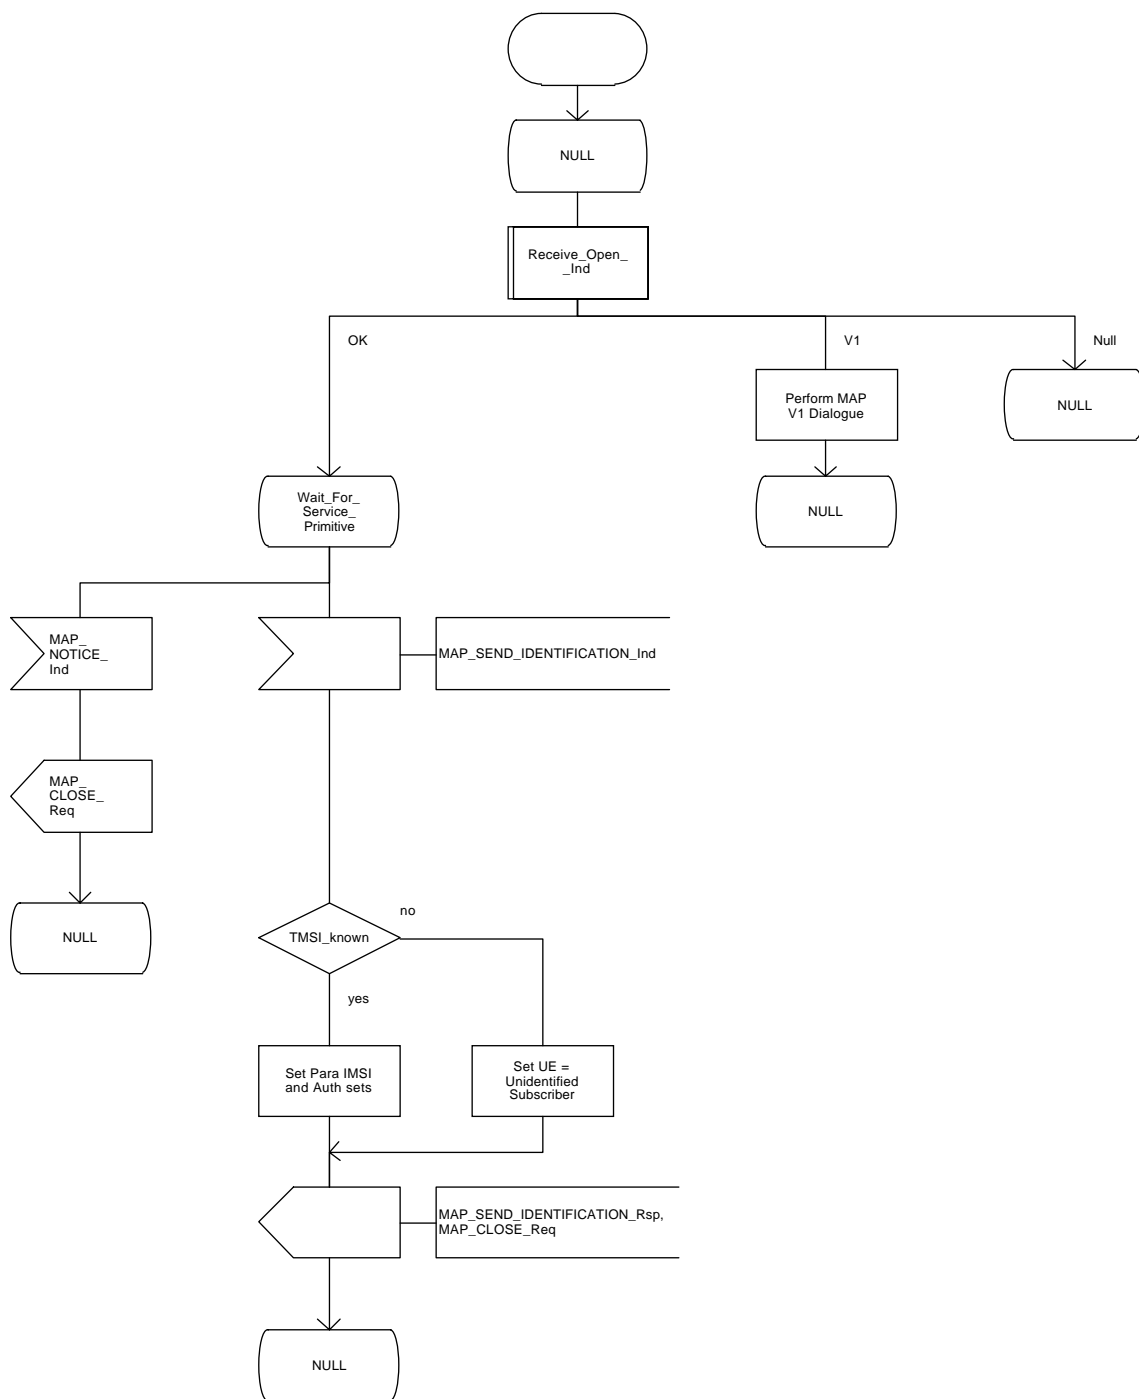 NULL
Receive_Open_
_Ind
OK
V1
Null
Perform MAP
V1 Dialogue
NULL
Wait_For_
Service_
Primitive
NULL
MAP_
NOTICE_
Ind
MAP_SEND_IDENTIFICATION_Ind
MAP_
CLOSE_
Req
NULL
TMSI_known
no
yes
Set Para IMSI
and Auth sets
Set UE =
Unidentified
Subscriber
MAP_SEND_IDENTIFICATION_Rsp,
MAP_CLOSE_Req
NULL